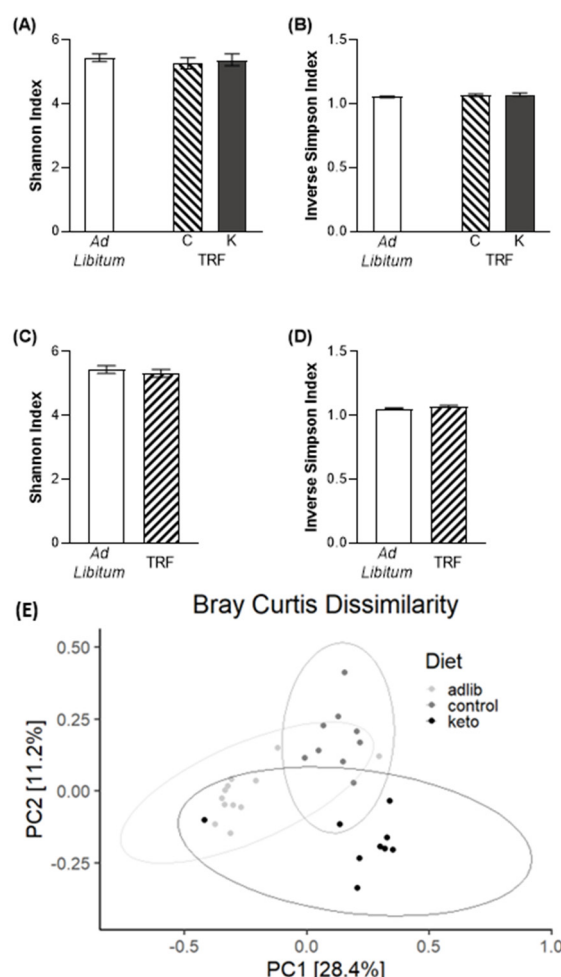 (A)
6
4
2
0
Shannon Index
Ad
Libitum
C
K
TRF
(B)
1.5
1.0
0.5
0.0
Inverse Simpson Index
Ad
Libitum
C
K
TRF
(C)
6
4
2
0
Shannon Index
Ad
Libitum
TRF
(D)
1.5
1.0
0.5
0.0
Inverse Simpson Index
Ad
Libitum
TRF
(E)
Bray Curtis Dissimilarity
0.50
0.25
0.00
-0.25
PC2 [11.2%]
Diet
adlib
control
keto
-0.5
0.0
0.5
1.0
PC1 [28.4%]